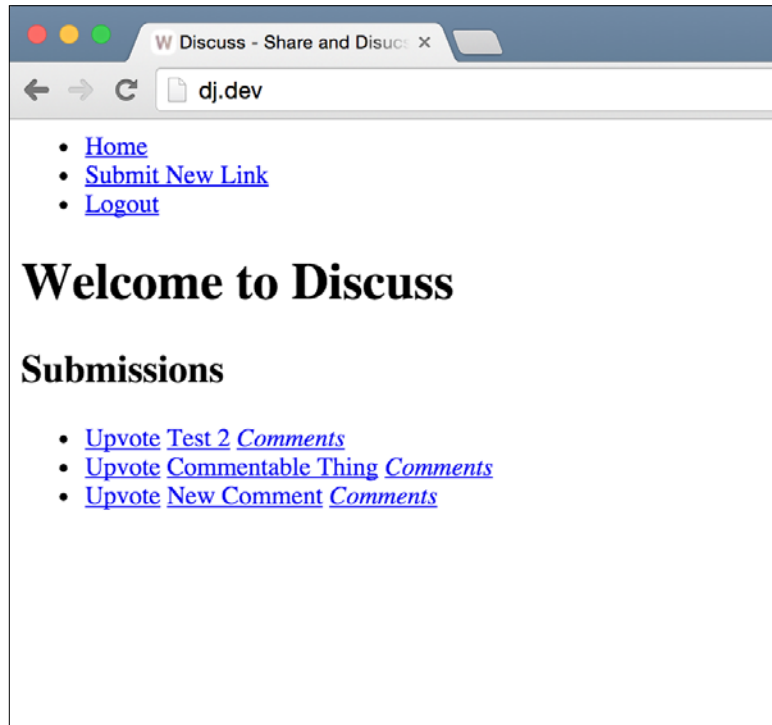 W Discuss - Share and Disucs
dj.dev
Home
Submit New Link
Logout
Welcome to Discuss
Submissions
Upvote Test 2 Comments
Upvote Commentable Thing Comments
Upvote New Comment Comments